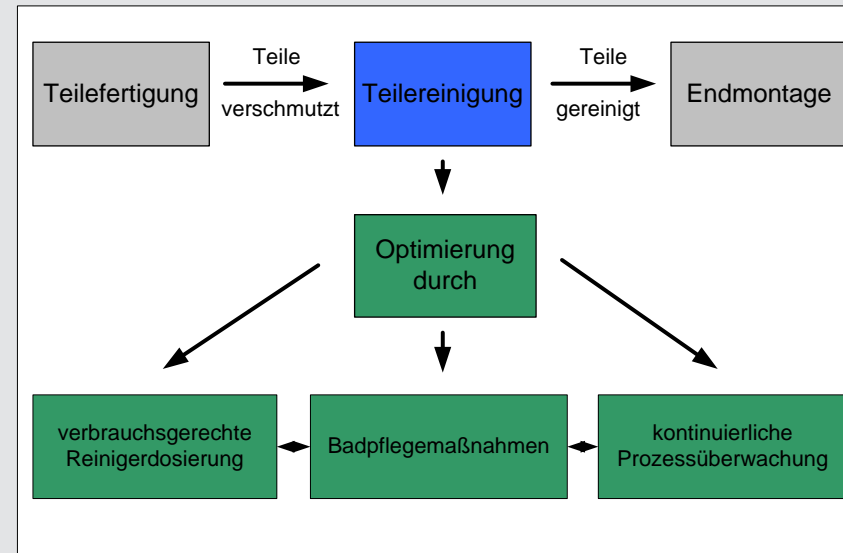 Teilefertigung
Teile
verschmutzt
Teilereinigung
Teile
gereinigt
Endmontage
Optimierung
durch
verbrauchsgerechte
Reinigerdosierung
Badpflegemaßnahmen
kontinuierliche
Prozessüberwachung